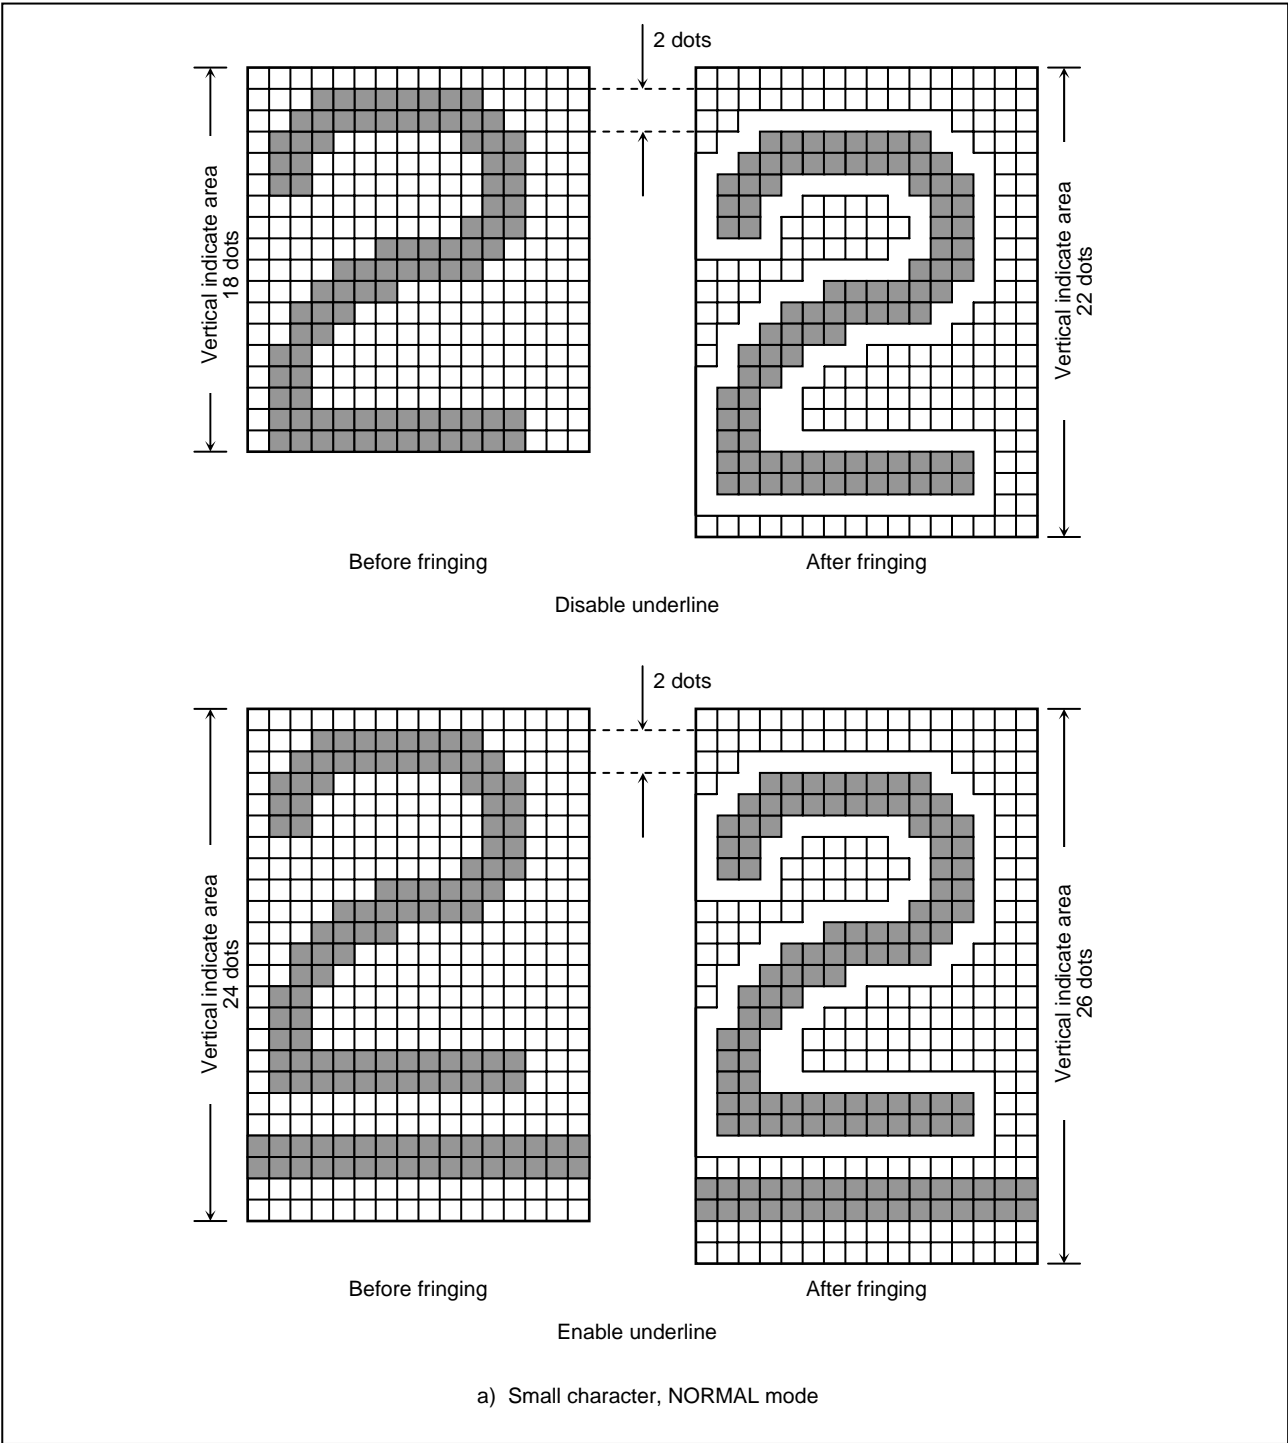 2 dots
Vertical indicate area
18 dots
Vertical indicate area
22 dots
Before fringing
After fringing
Disable underline
2 dots
Vertical indicate area
24 dots
Vertical indicate area
26 dots
Before fringing
After fringing
Enable underline
a) Small character, NORMAL mode